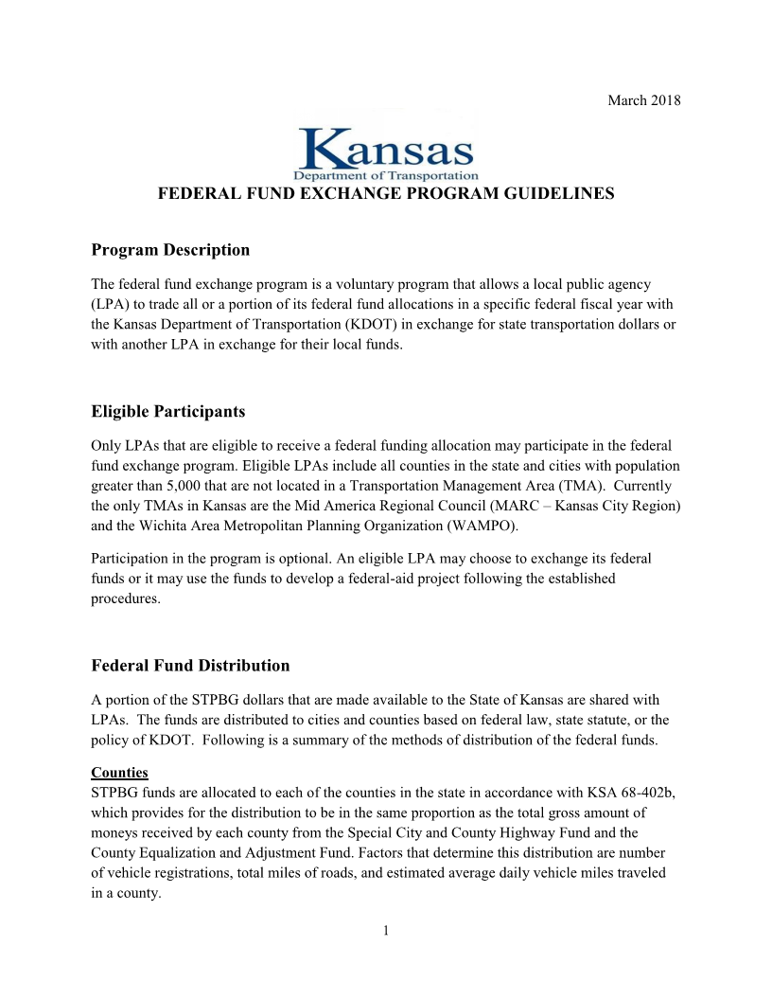 March 2018
Kansas
Department of Transportation
FEDERAL FUND EXCHANGE PROGRAM GUIDELINES
Program Description
The federal fund exchange program is a voluntary program that allows a local public agency
(LPA) to trade all or a portion of its federal fund allocations in a specific federal fiscal year with
the Kansas Department of Transportation (KDOT) in exchange for state transportation dollars or
with another LPA in exchange for their local funds.
Eligible Participants
Only LPAs that are eligible to receive a federal funding allocation may participate in the federal
fund exchange program. Eligible LPAs include all counties in the state and cities with population
greater than 5,000 that are not located in a Transportation Management Area (TMA).  Currently
the only TMAs in Kansas are the Mid America Regional Council (MARC – Kansas City Region)
and the Wichita Area Metropolitan Planning Organization (WAMPO).
Participation in the program is optional. An eligible LPA may choose to exchange its federal
funds or it may use the funds to develop a federal-aid project following the established
procedures.
Federal Fund Distribution
A portion of the STPBG dollars that are made available to the State of Kansas are shared with
LPAs.  The funds are distributed to cities and counties based on federal law, state statute, or the
policy of KDOT.  Following is a summary of the methods of distribution of the federal funds.
Counties
STPBG funds are allocated to each of the counties in the state in accordance with KSA 68-402b,
which provides for the distribution to be in the same proportion as the total gross amount of
moneys received by each county from the Special City and County Highway Fund and the
County Equalization and Adjustment Fund. Factors that determine this distribution are number
of vehicle registrations, total miles of roads, and estimated average daily vehicle miles traveled
in a county.
1